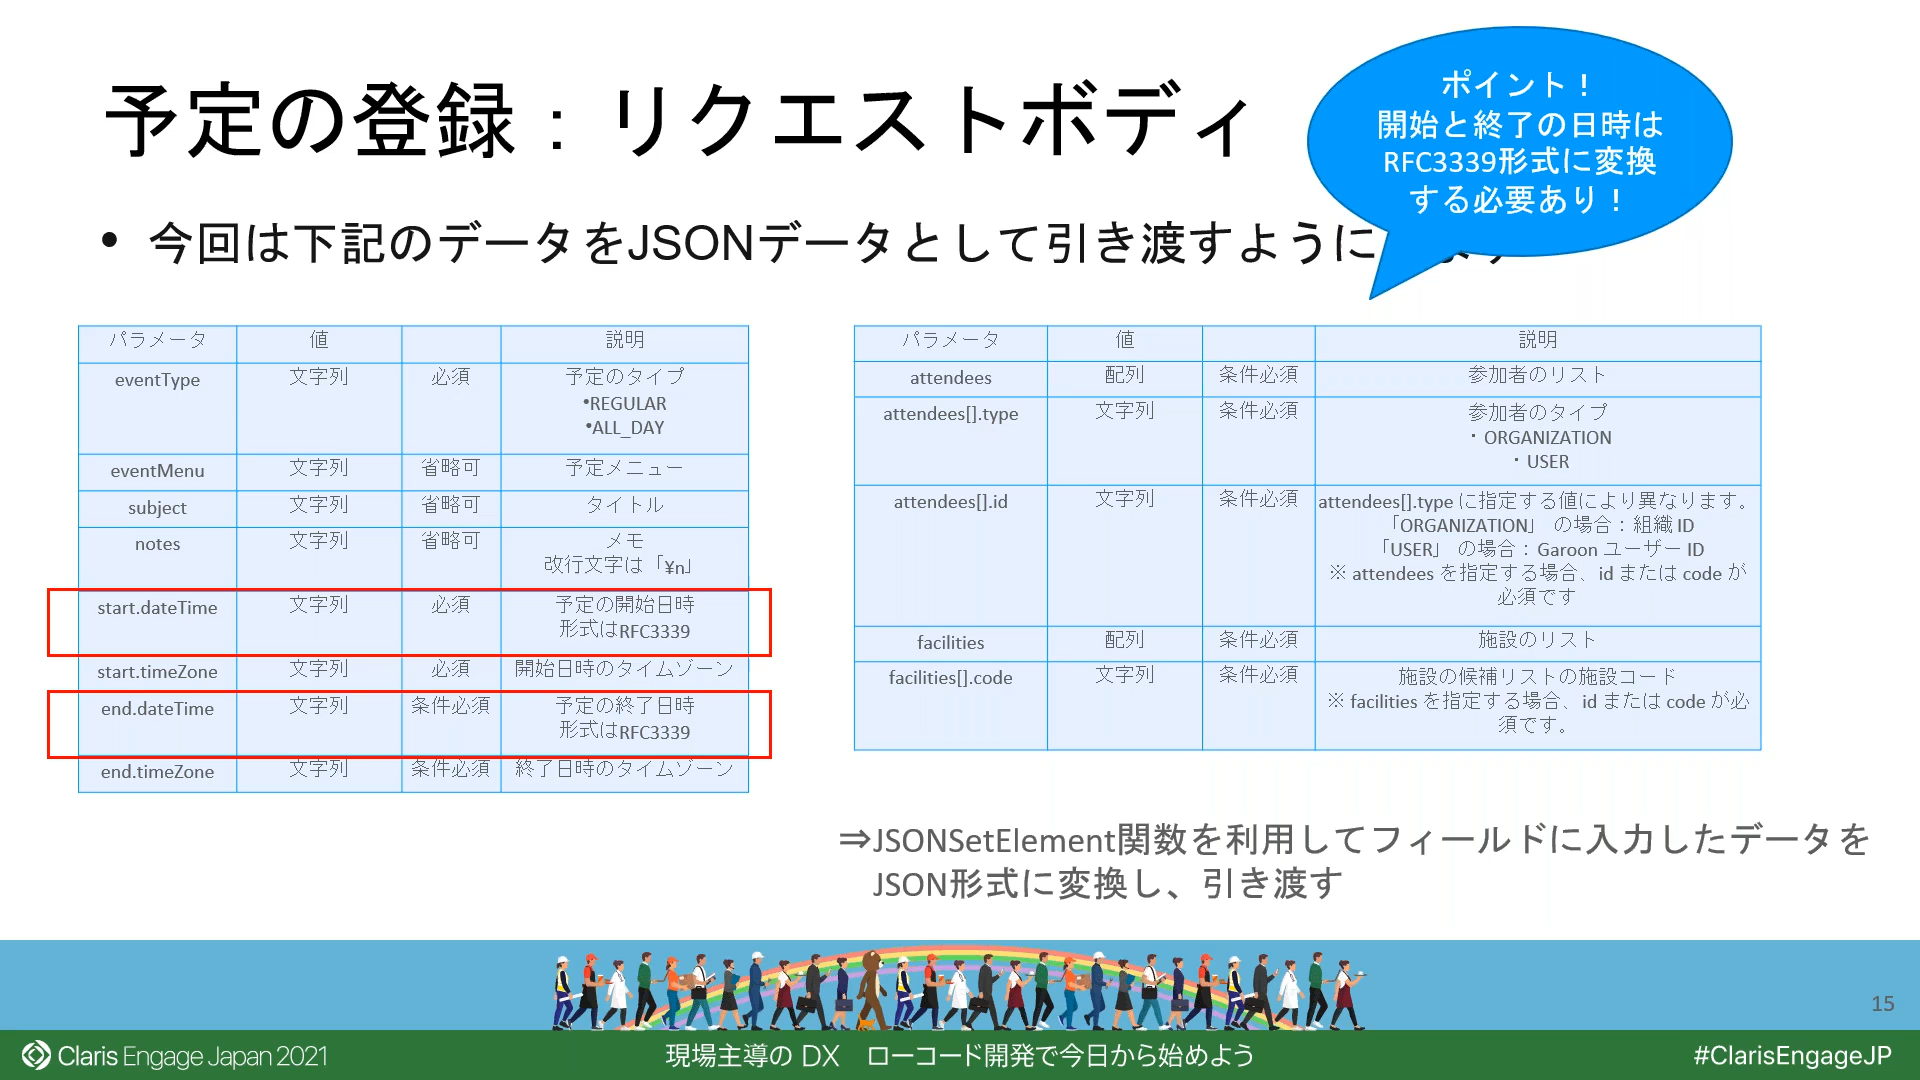 予定の登録：リクエストボディ
ポイント！
開始と終了の日時は
RFC3339形式に変換
する必要あり！
• 今回は下記のデータをJSONデータとして引き渡すように
パラメータ 値 説明
eventType 文字列 必須 予定のタイプ
•REGULAR
•ALL_DAY
eventMenu 文字列 省略可 予定メニュー
subject 文字列 省略可 タイトル
notes 文字列 省略可 メモ
改行文字は「¥n」
start.dateTime 文字列 必須 予定の開始日時
形式はRFC3339
start.timeZone 文字列 必須 開始日時のタイムゾーン
end.dateTime 文字列 条件必須 予定の終了日時
形式はRFC3339
end.timeZone 文字列 条件必須 終了日時のタイムゾーン
パラメータ 値 説明
attendees 配列 条件必須 参加者のリスト
attendees[].type 文字列 条件必須 参加者のタイプ
・ORGANIZATION
・USER
attendees[].id 文字列 条件必須 attendees[].type に指定する値により異なります。
「ORGANIZATION」 の場合：組織 ID
「USER」 の場合：Garoon ユーザー ID
※ attendees を指定する場合、id または code が
必須です
facilities 配列 条件必須 施設のリスト
facilities[].code 文字列 条件必須 施設の候補リストの施設コード
※ facilities を指定する場合、id または code が必
須です。
⇒JSONSetElement関数を利用してフィールドに入力したデータを
JSON形式に変換し、引き渡す
15
Claris Engage Japan 2021
現場主導の DX ローコード開発で今日から始めよう
#ClarisEngageJP